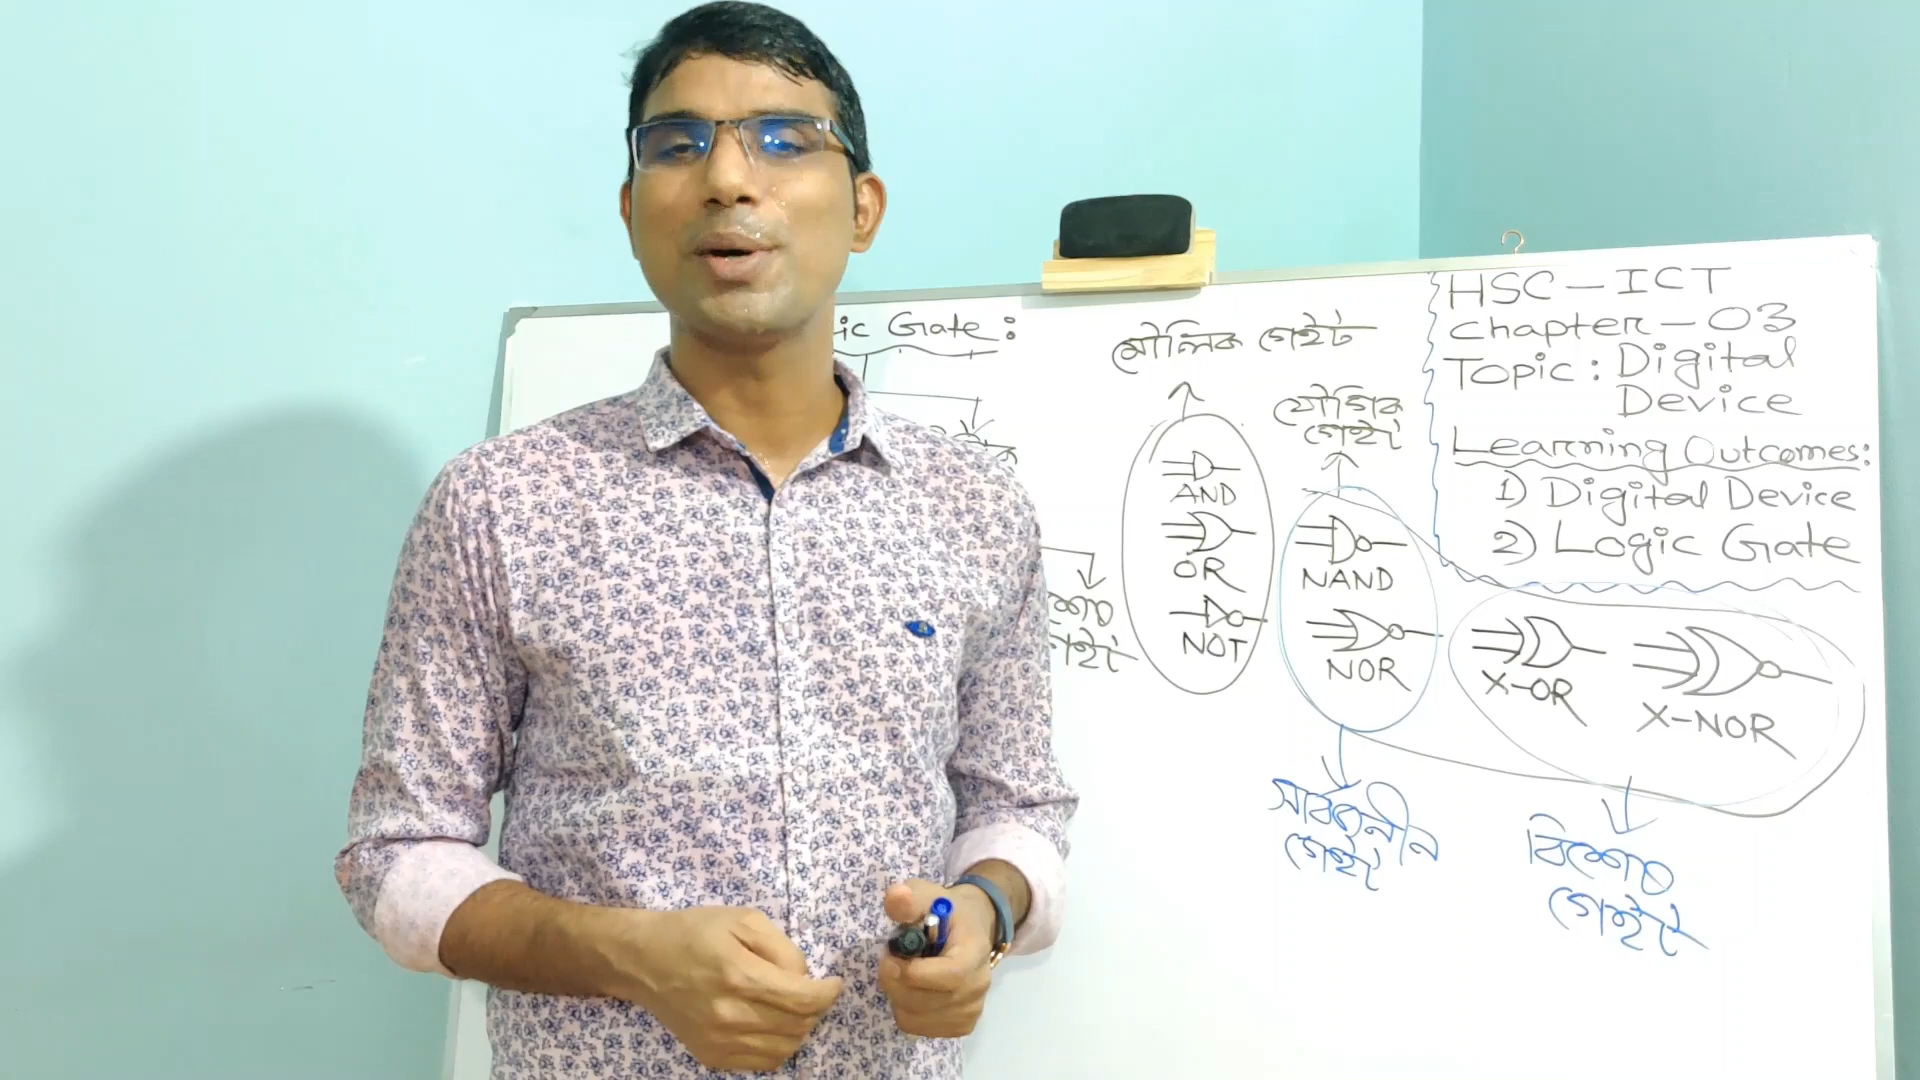 ic Gate :
মৌলিক গেইট
যৌগিক
গেইট
AND
OR
NOT
NAND
NOR
X-OR
X-NOR
সার্বজনীন
গেইট
বিশেষ
গেইট
গেইট
HSC - ICT
Chapter - 03
Topic : Digital
Device
Learning Outcomes:
1) Digital Device
2) Logic Gate